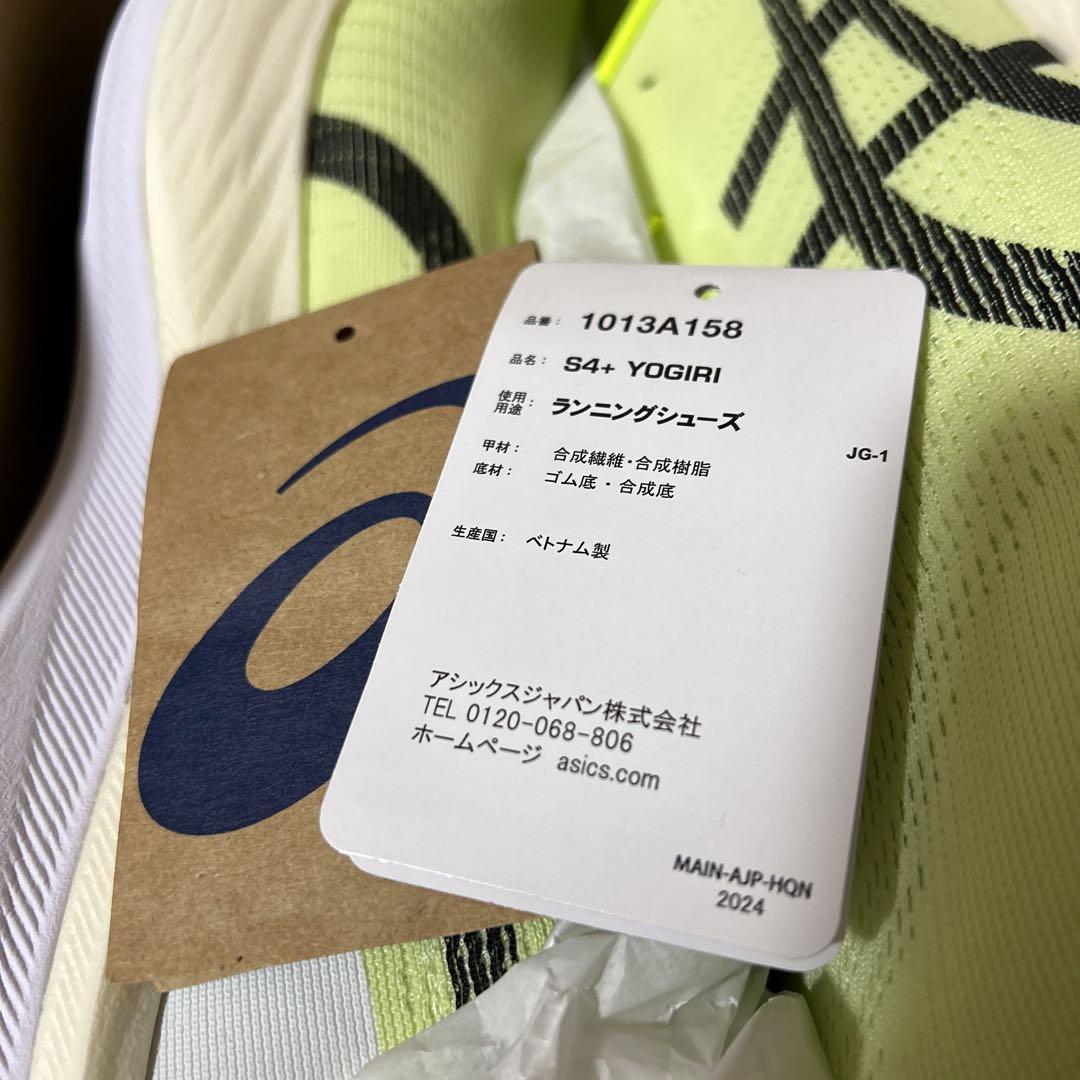 品番： 1013A158
品名： S4+ YOGIRI
使用用途： ランニングシューズ
JG-1
甲材： 合成繊維・合成樹脂
底材： ゴム底・合成底
生産国： ベトナム製
アシックスジャパン株式会社
TEL 0120-068-806
ホームページ asics.com
MAIN-AJP-HQN
2024